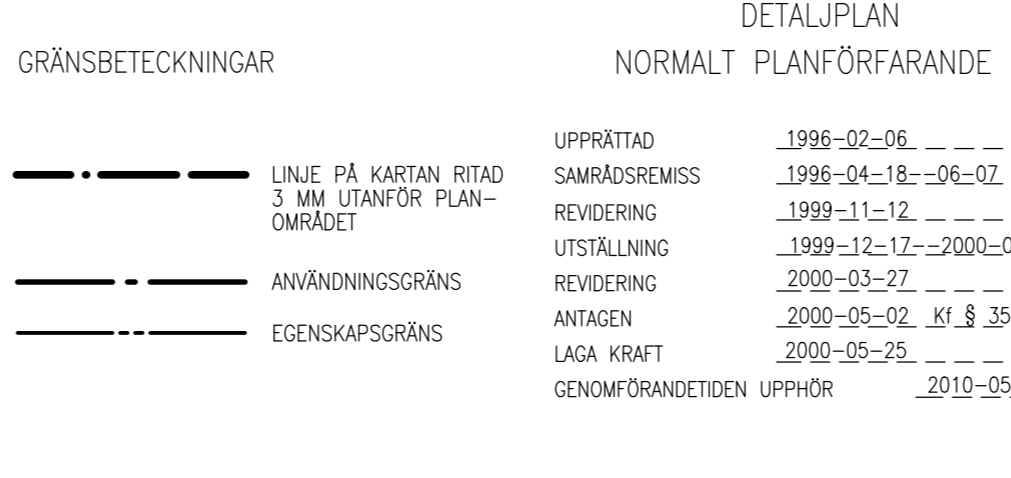 GRÄNSBETECKNINGAR
LINJE PÅ KARTAN RITAD
3 MM UTANFÖR PLAN-
OMRÅDET
ANVÄNDNINGSGRÄNS
EGENSKAPSGRÄNS
DETALJPLAN
NORMALT PLANFÖRFARANDE
UPPRÄTTAD 1996-02-06
SAMRÅDSREMISS 1996-04-18--06-07
REVIDERING 1999-11-12
UTSTÄLLNING 1999-12-17--2000-0
REVIDERING 2000-03-27
ANTAGEN 2000-05-02 Kf § 35
LAGA KRAFT 2000-05-25
GENOMFÖRANDETIDEN UPPHÖR 2010-05